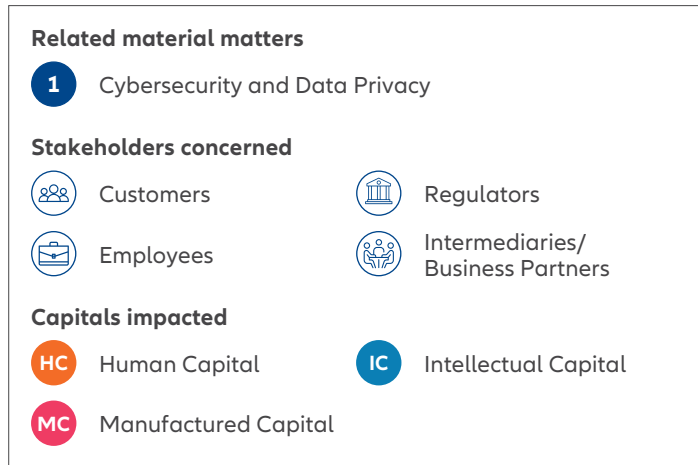 Related material matters
1 Cybersecurity and Data Privacy
Stakeholders concerned
Customers
Regulators
Employees
Intermediaries/
Business Partners
Capitals impacted
HC Human Capital
IC Intellectual Capital
MC Manufactured Capital